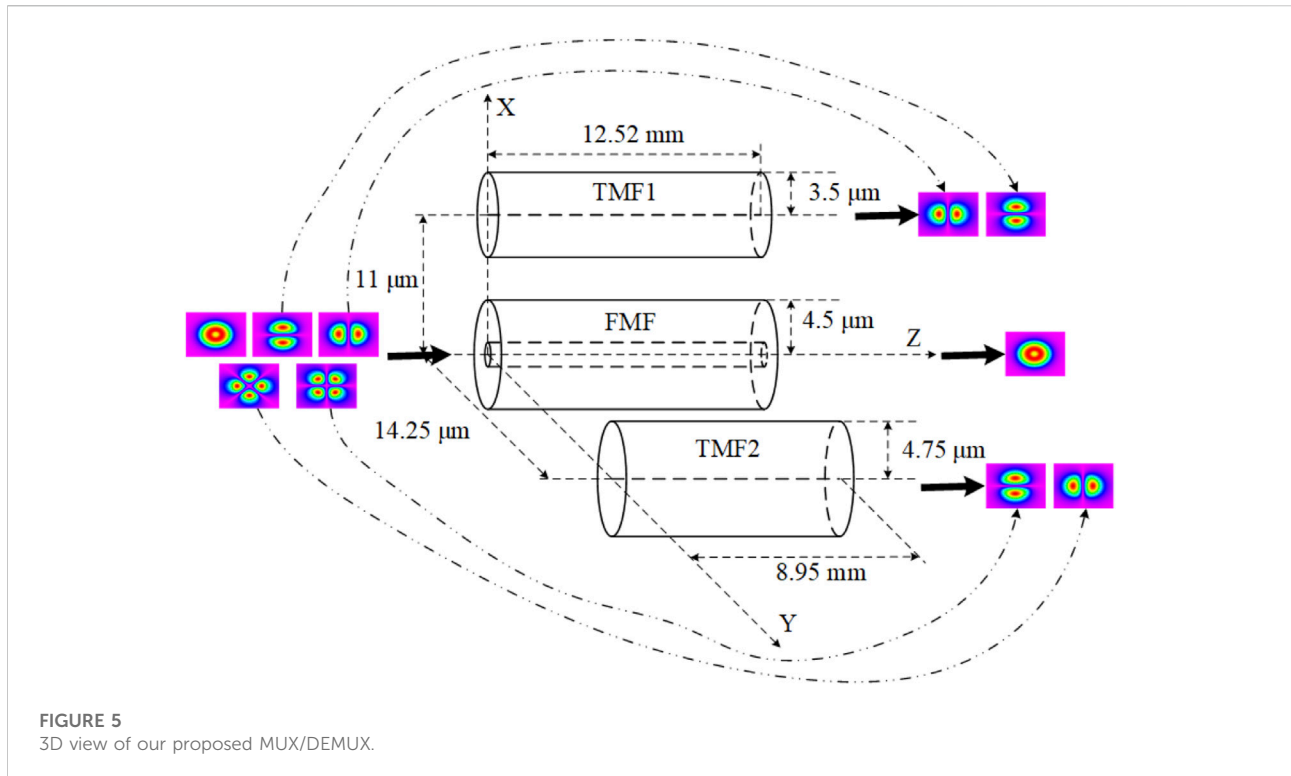 X
12.52 mm
TMF1
3.5 μm
11 μm
FMF
4.5 μm
Z
14.25 μm
TMF2
4.75 μm
8.95 mm
Y
FIGURE 5
3D view of our proposed MUX/DEMUX.